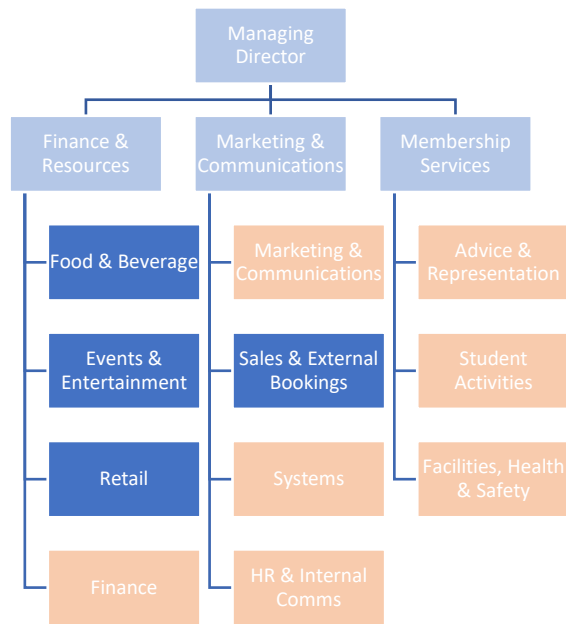 Managing
Director
Finance &
Resources
Marketing &
Communications
Membership
Services
Food & Beverage
Events &
Entertainment
Retail
Finance
Marketing &
Communications
Sales & External
Bookings
Systems
HR & Internal
Comms
Advice &
Representation
Student
Activities
Facilities, Health
& Safety